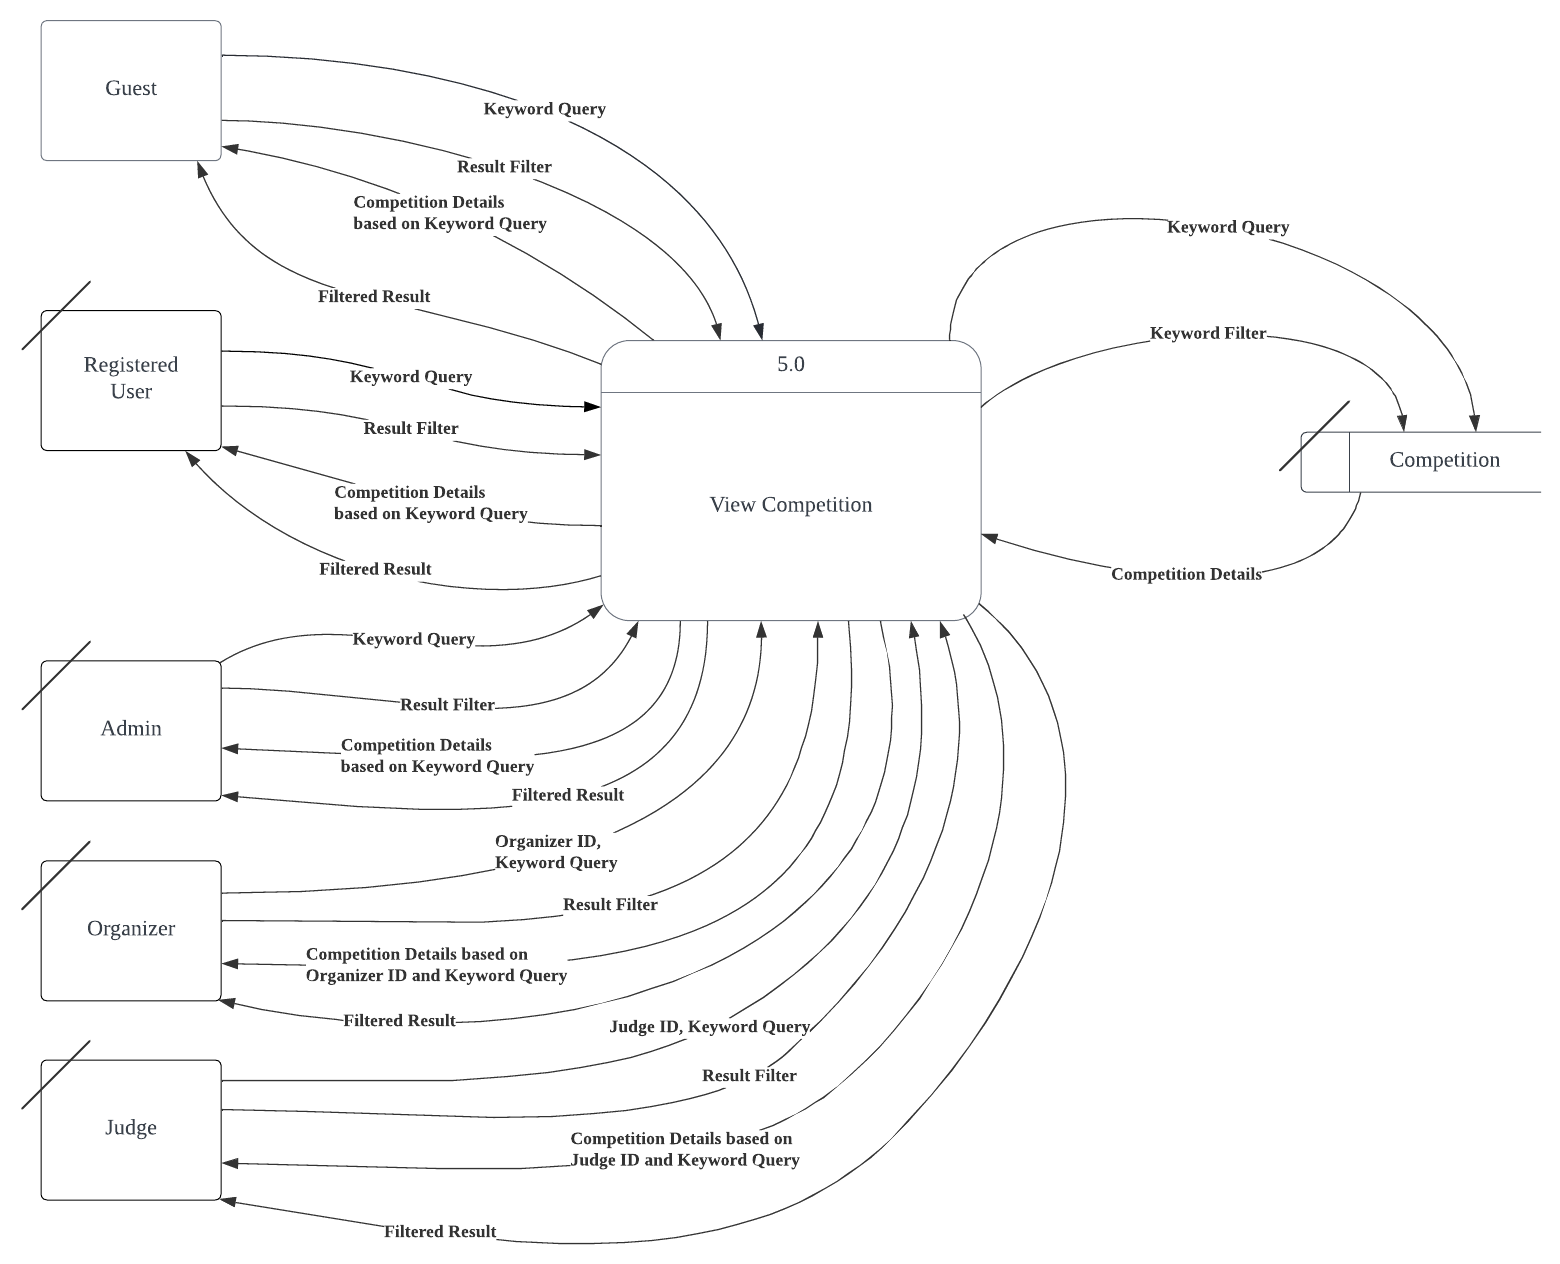 Guest
Keyword Query
Result Filter
Competition Details
based on Keyword Query
Filtered Result
Keyword Query
Keyword Filter
Competition
Competition Details
5.0
View Competition
Registered
User
Keyword Query
Result Filter
Competition Details
based on Keyword Query
Filtered Result
Admin
Keyword Query
Result Filter
Competition Details
based on Keyword Query
Filtered Result
Organizer
Organizer ID,
Keyword Query
Result Filter
Competition Details based on
Organizer ID and Keyword Query
Filtered Result
Judge
Judge ID, Keyword Query
Result Filter
Competition Details based on
Judge ID and Keyword Query
Filtered Result